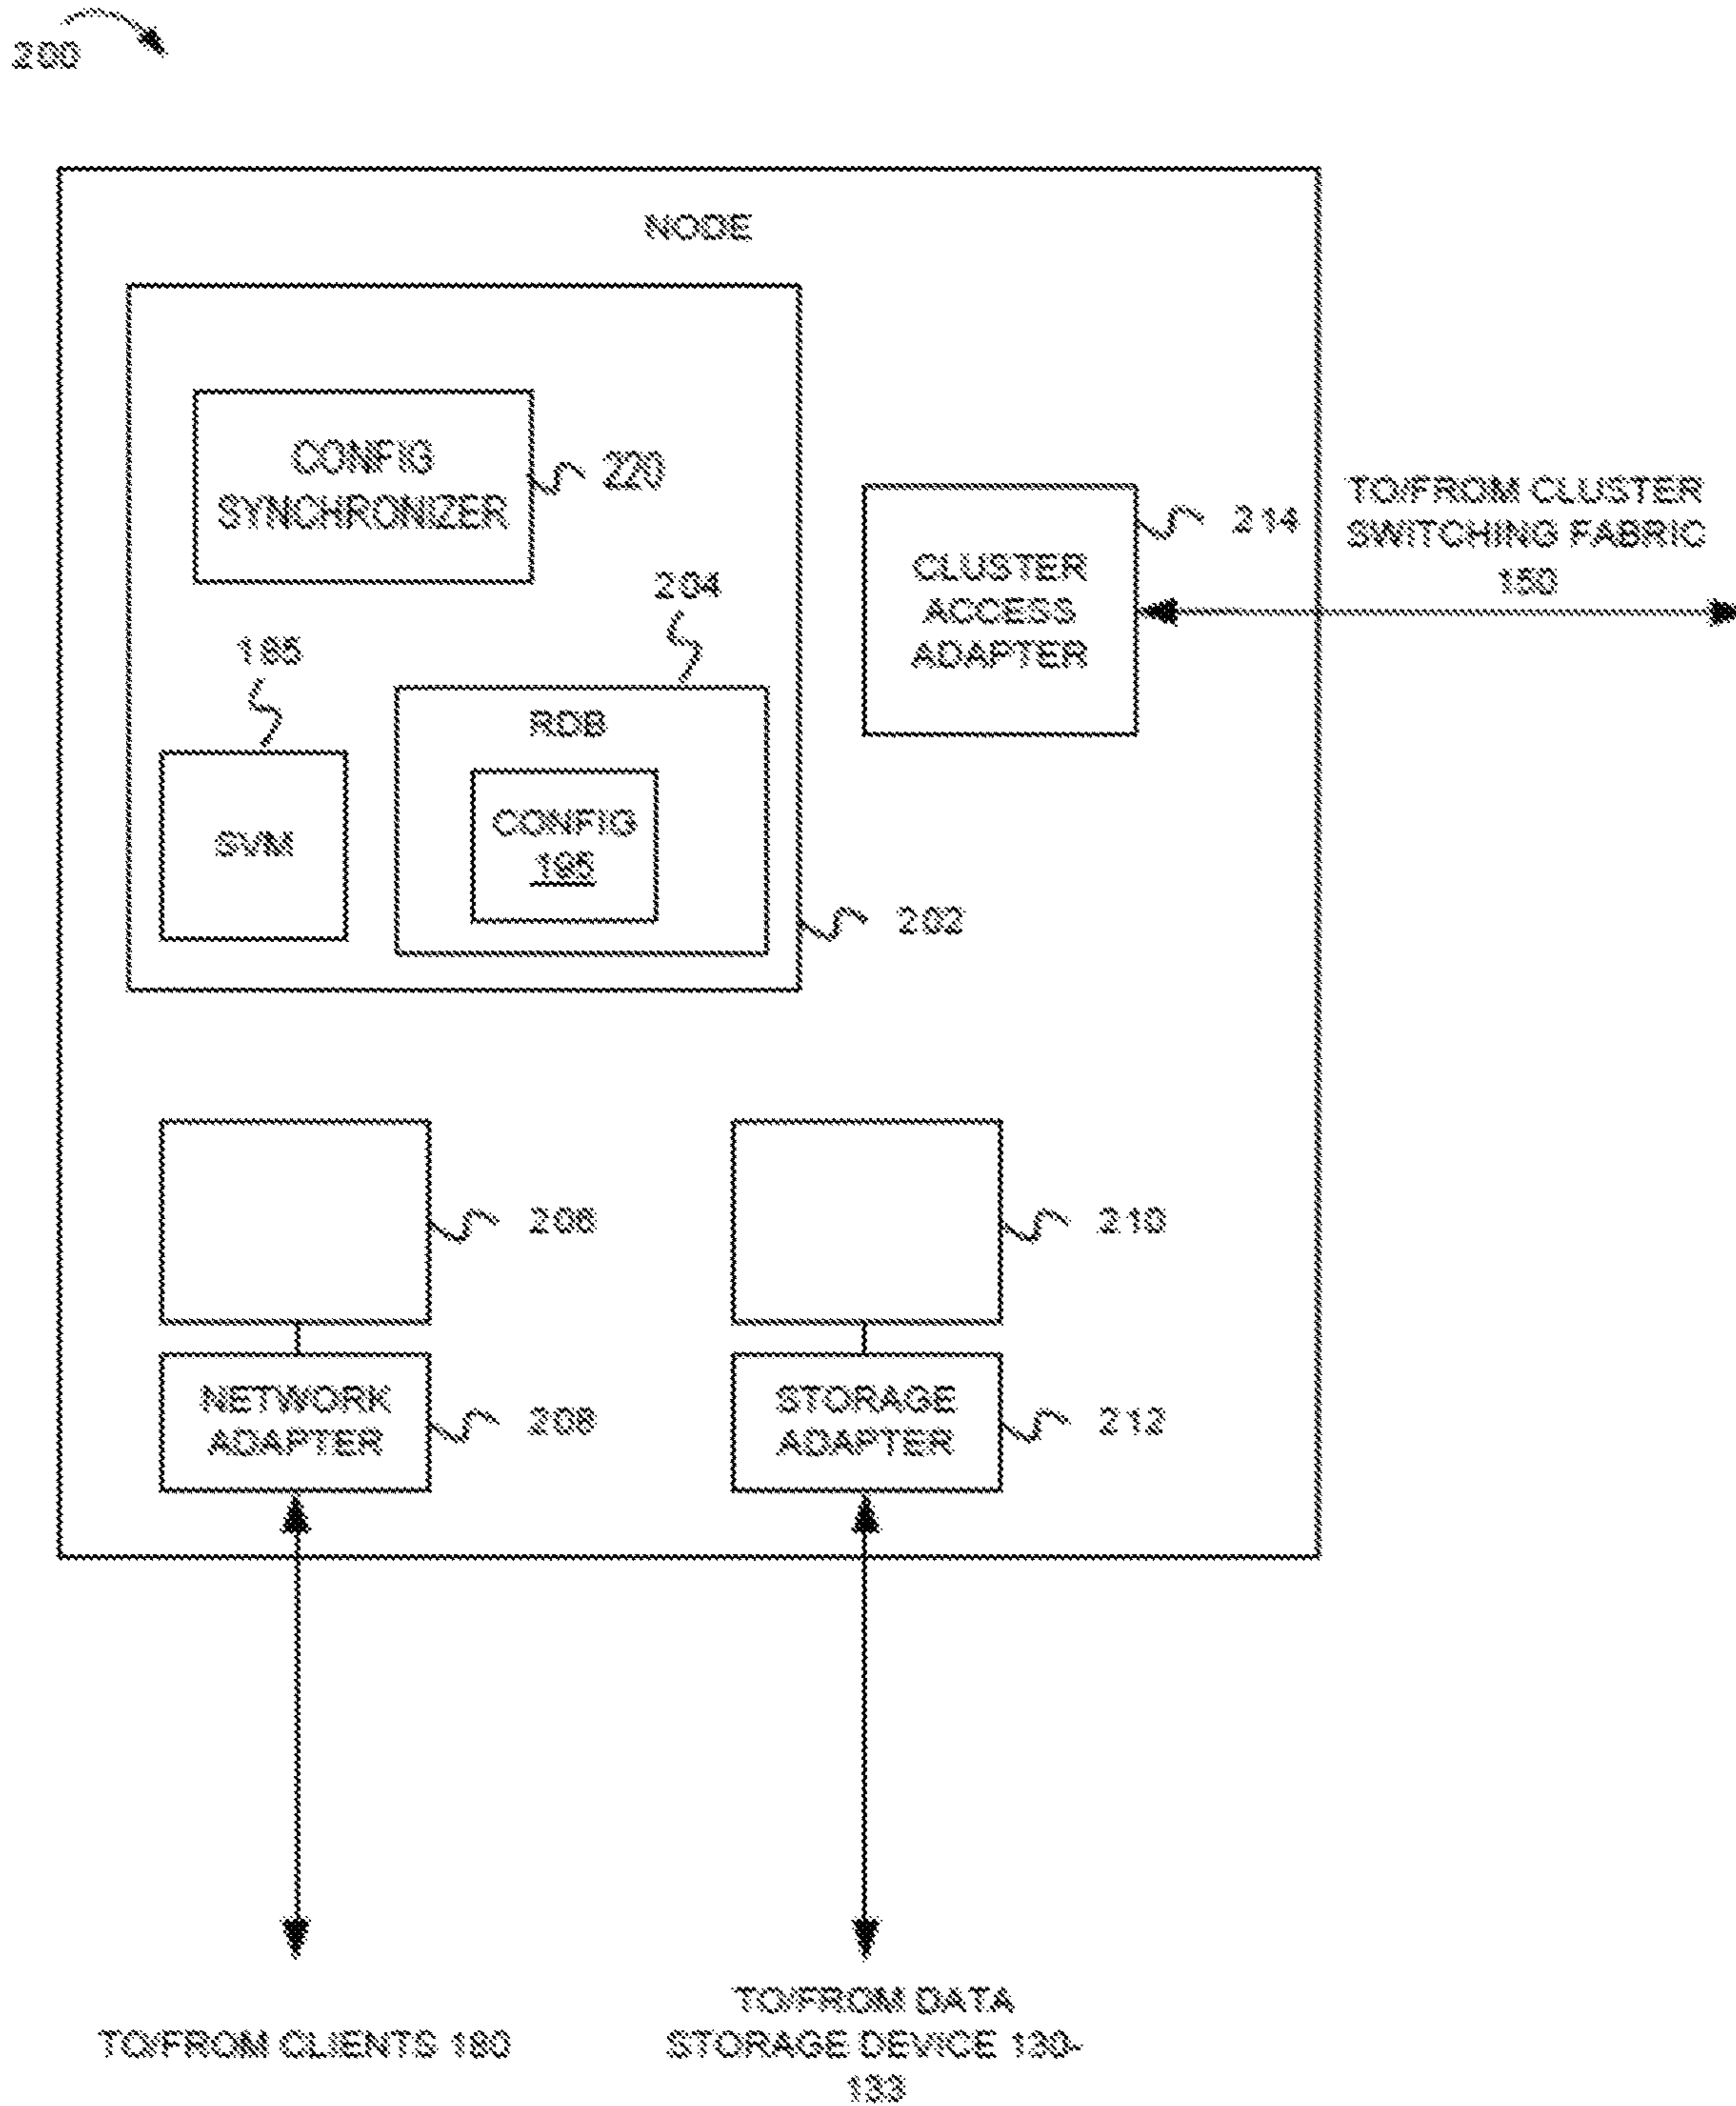 200
NODE
CONFIG
SYNCHRONIZER
220
204
185
RDB
CONFIG
195
SVM
202
214
CLUSTER
ACCESS
ADAPTER
TO/FROM CLUSTER
SWITCHING FABRIC
150
206
210
NETWORK
ADAPTER
208
STORAGE
ADAPTER
212
TO/FROM CLIENTS 180
TO/FROM DATA
STORAGE DEVICE 130-
133